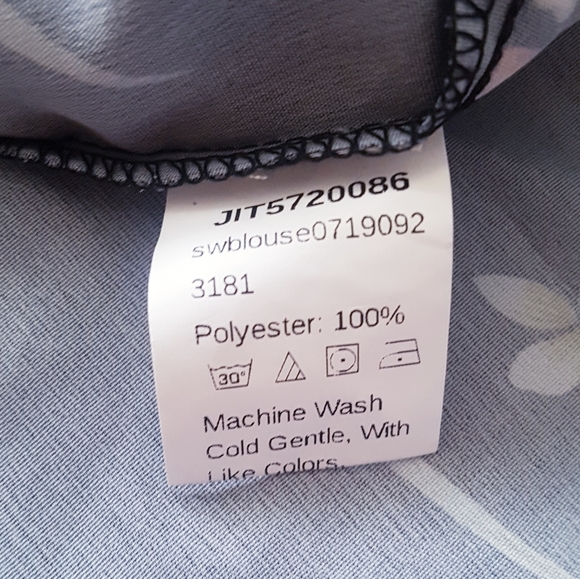 JIT5720086
swblouse0719092
3181
Polyester: 100%
30°
Machine Wash
Cold Gentle, With
Like Colors.